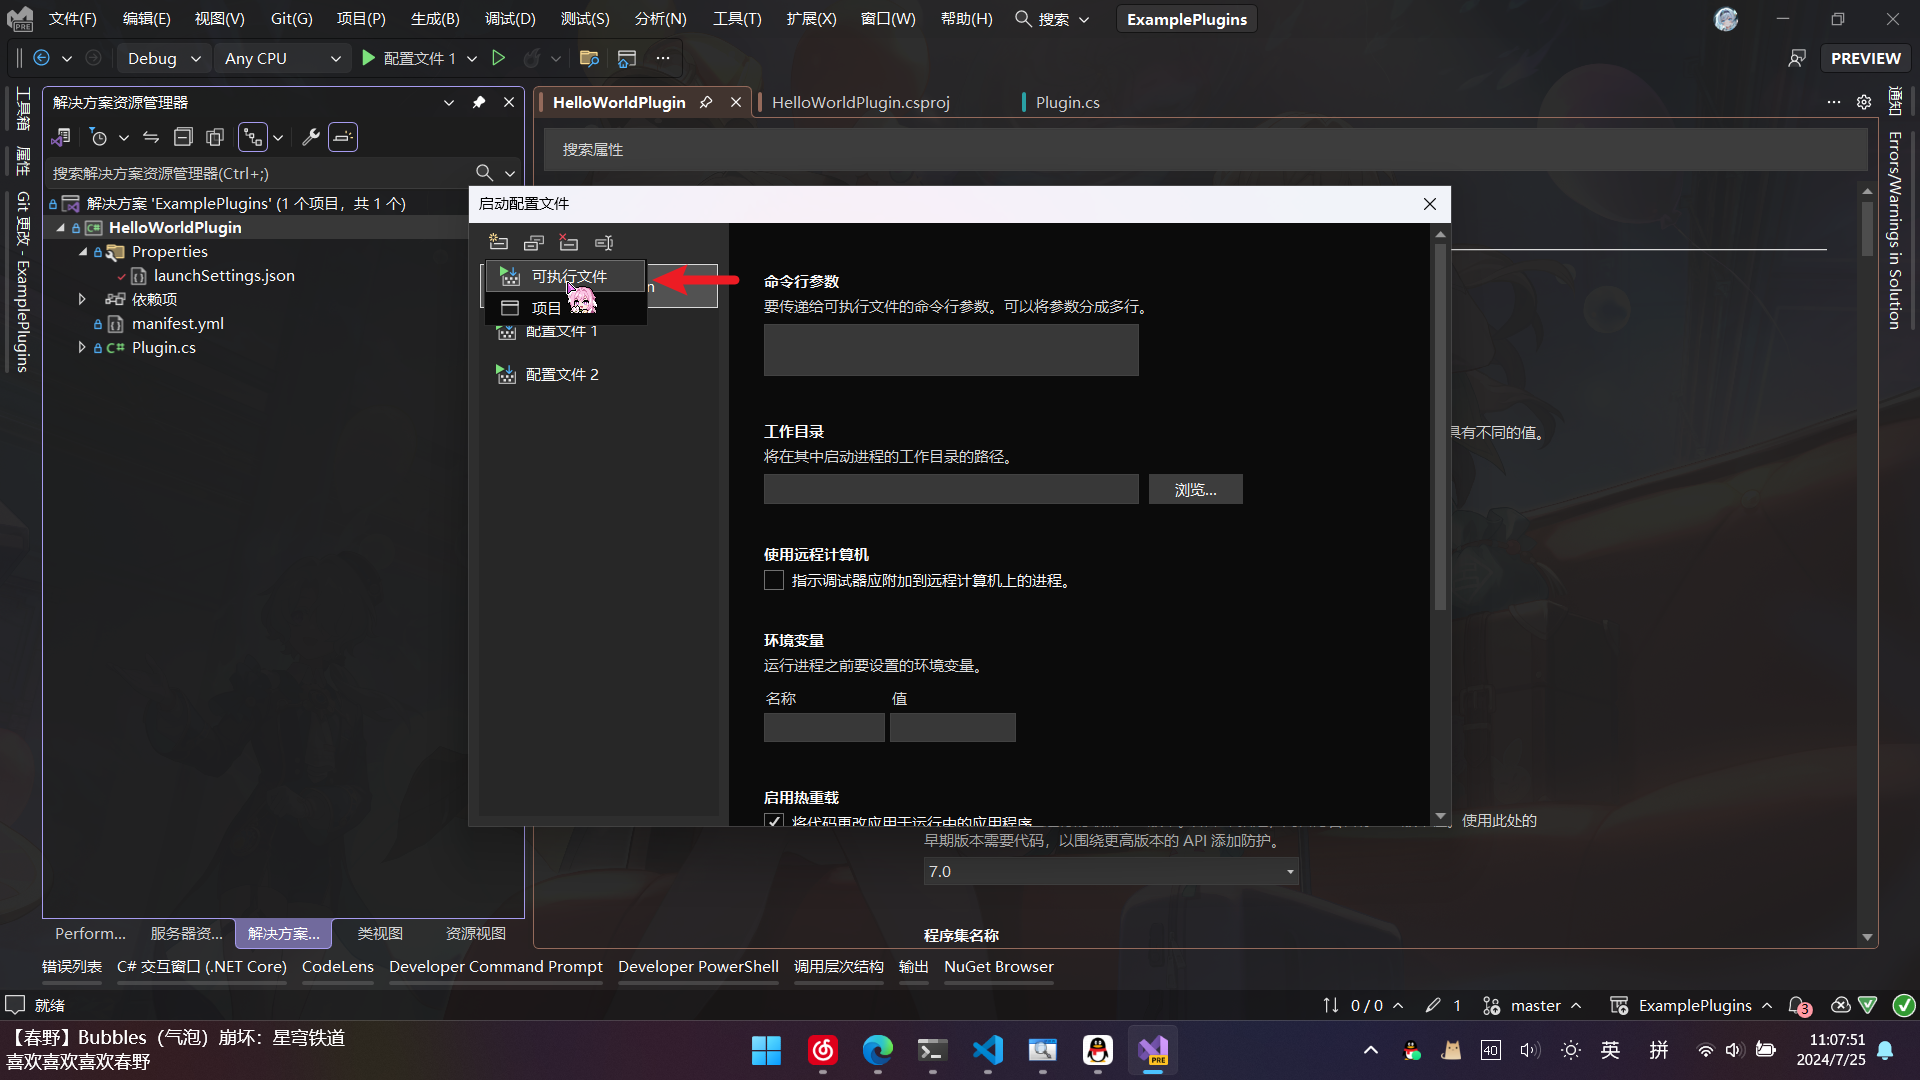 文件(F) 编辑(E) 视图(V) Git(G) 项目(P) 生成(B) 调试(D) 测试(S) 分析(N) 工具(T) 扩展(X) 窗口(W) 帮助(H) 搜索 ExamplePlugins
Debug Any CPU 配置文件 1 PREVIEW
工具箱
属性
Git 更改 - ExamplePlugins
解决方案资源管理器
搜索解决方案资源管理器(Ctrl+;)
解决方案 'ExamplePlugins' (1 个项目，共 1 个)
HelloWorldPlugin
Properties
launchSettings.json
依赖项
manifest.yml
C# Plugin.cs
HelloWorldPlugin HelloWorldPlugin.csproj Plugin.cs
搜索属性
通知
Errors/Warnings in Solution
启动配置文件
可执行文件
项目
n
配置文件 1
配置文件 2
命令行参数
要传递给可执行文件的命令行参数。可以将参数分成多行。
工作目录
将在其中启动进程的工作目录的路径。
浏览...
使用远程计算机
指示调试器应附加到远程计算机上的进程。
环境变量
运行进程之前要设置的环境变量。
名称 值
启用热重载
将代码更改应用于运行中的应用程序
具有不同的值。
使用此处的
早期版本需要代码，以围绕更高版本的 API 添加防护。
7.0
程序集名称
Perform... 服务器资... 解决方案... 类视图 资源视图
错误列表 C# 交互窗口 (.NET Core) CodeLens Developer Command Prompt Developer PowerShell 调用层次结构 输出 NuGet Browser
就绪 0 / 0 1 master ExamplePlugins 3
【春野】Bubbles（气泡）崩坏：星穹铁道
喜欢喜欢喜欢春野
PRE
40 英 拼
11:07:51
2024/7/25